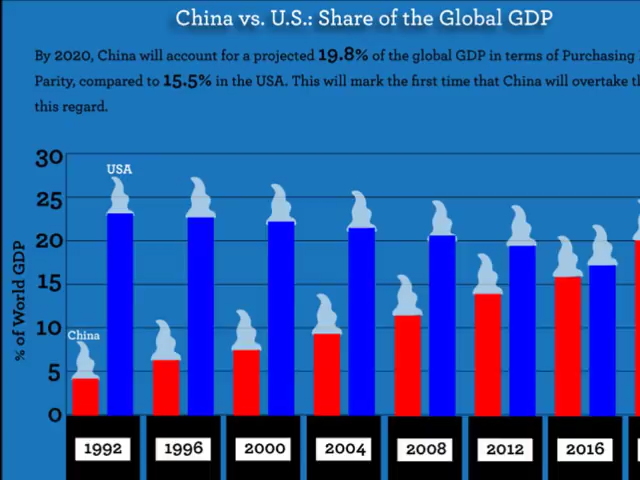 China vs. U.S.: Share of the Global GDP
By 2020, China will account for a projected 19.8% of the global GDP in terms of Purchasing
Parity, compared to 15.5% in the USA. This will mark the first time that China will overtake
this regard.
30
25
20
15
10
5
0
% of World GDP
USA
China
1992
1996
2000
2004
2008
2012
2016